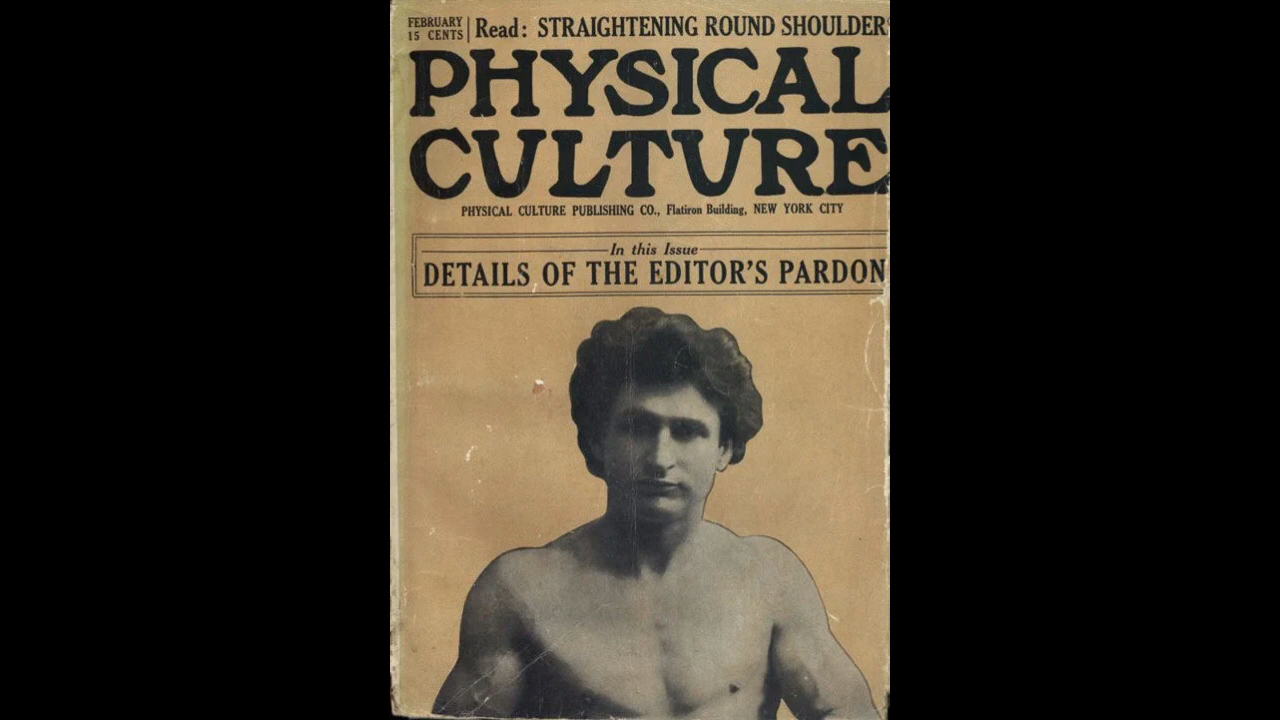 FEBRUARY
15 CENTS
Read: STRAIGHTENING ROUND SHOULDER
PHYSICAL
CULTURE
PHYSICAL CULTURE PUBLISHING CO., Flatiron Building, NEW YORK CITY
In this Issue
DETAILS OF THE EDITOR'S PARDON